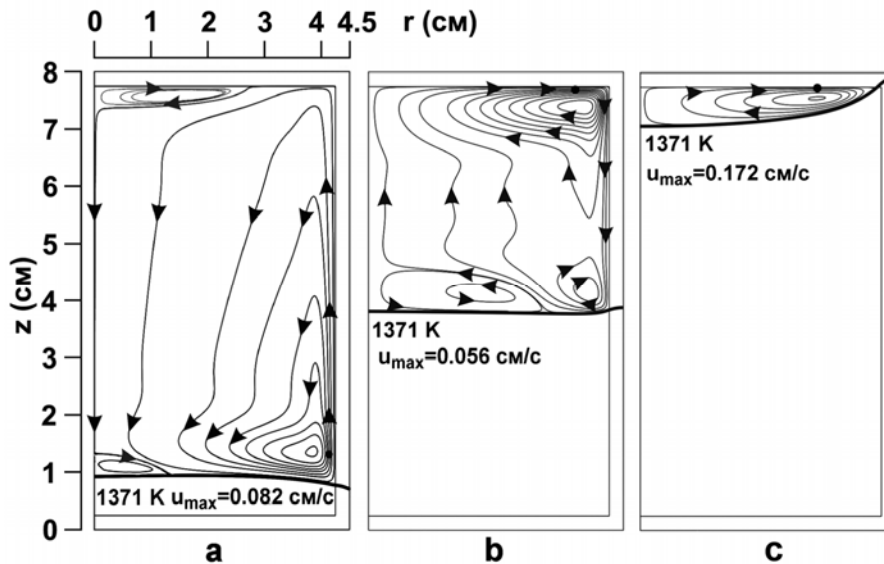 0 1 2 3 4 4.5 r (см)
8
7
6
5
4
3
2
1
0
z (см)
1371 K u_max=0.082 см/с
1371 K
u_max=0.056 см/с
1371 K
u_max=0.172 см/с
a b c